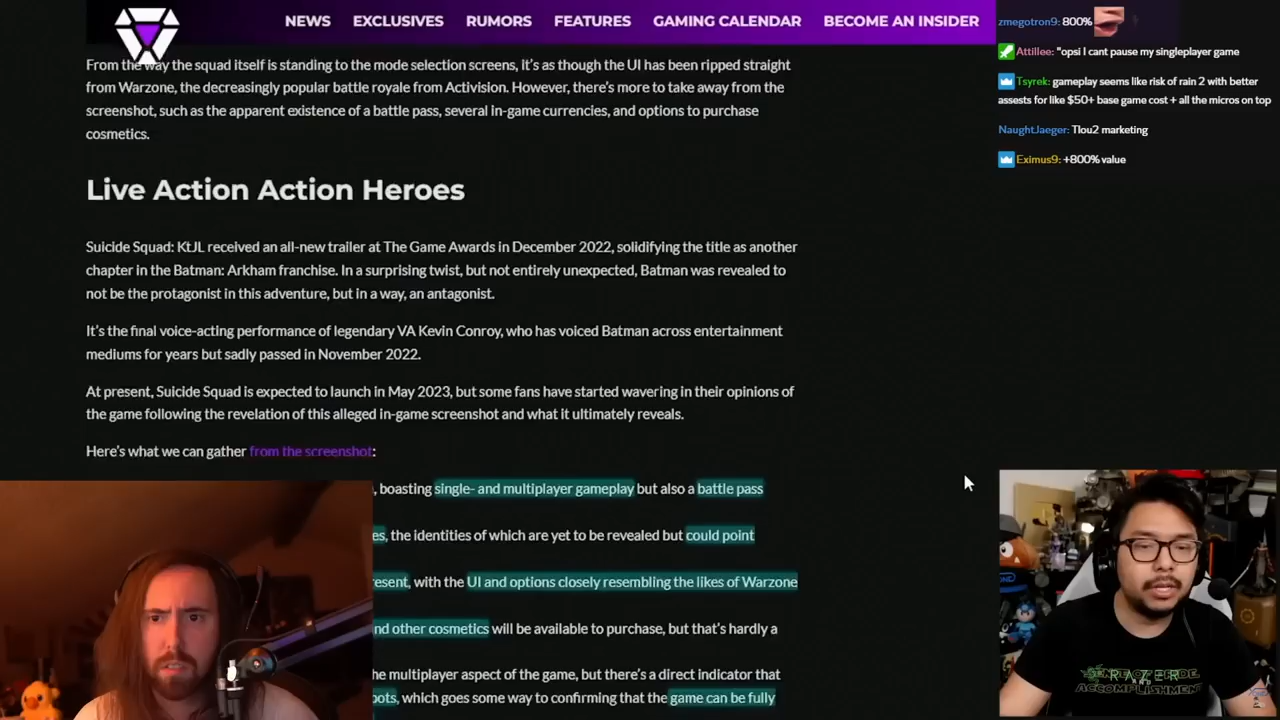 NEWS EXCLUSIVES RUMORS FEATURES GAMING CALENDAR BECOME AN INSIDER
From the way the squad itself is standing to the mode selection screens, it's as though the UI has been ripped straight
from Warzone, the decreasingly popular battle royale from Activision. However, there's more to take away from the
screenshot, such as the apparent existence of a battle pass, several in-game currencies, and options to purchase
cosmetics.
Live Action Action Heroes
Suicide Squad: KtJL received an all-new trailer at The Game Awards in December 2022, solidifying the title as another
chapter in the Batman: Arkham franchise. In a surprising twist, but not entirely unexpected, Batman was revealed to
not be the protagonist in this adventure, but in a way, an antagonist.
It's the final voice-acting performance of legendary VA Kevin Conroy, who has voiced Batman across entertainment
mediums for years but sadly passed in November 2022.
At present, Suicide Squad is expected to launch in May 2023, but some fans have started wavering in their opinions of
the game following the revelation of this alleged in-game screenshot and what it ultimately reveals.
Here's what we can gather from the screenshot:
, boasting single- and multiplayer gameplay but also a battle pass
es, the identities of which are yet to be revealed but could point
resent, with the UI and options closely resembling the likes of Warzone
nd other cosmetics will be available to purchase, but that's hardly a
he multiplayer aspect of the game, but there's a direct indicator that
bots, which goes some way to confirming that the game can be fully
zmegotron9: 800%
Attillee: "opsi I cant pause my singleplayer game
Tsyrek: gameplay seems like risk of rain 2 with better
assests for like $50+ base game cost + all the micros on top
NaughtJaeger: Tlou2 marketing
Eximus9: +800% value
ACCOMPLISHMENT